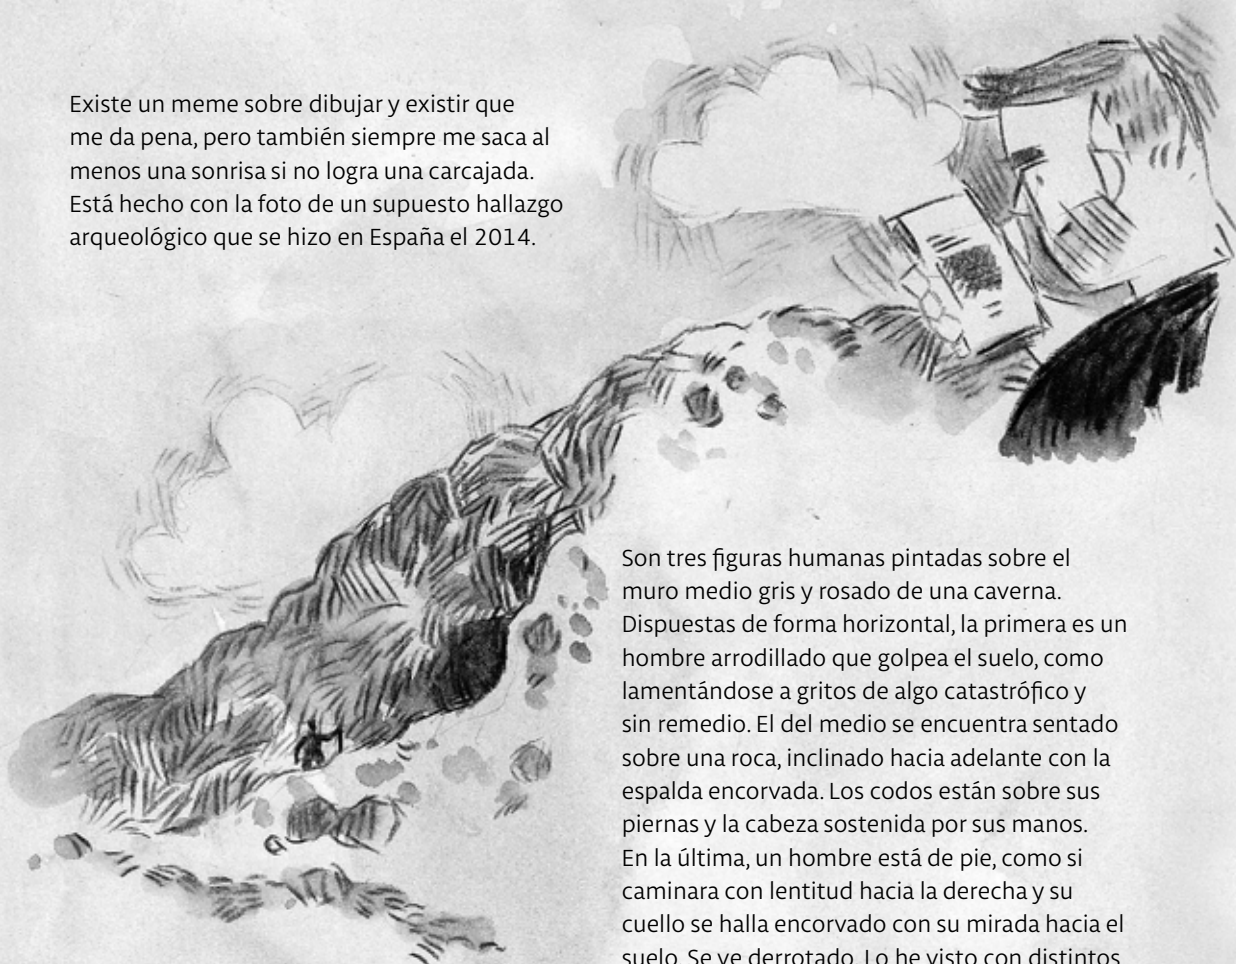 Existe un meme sobre dibujar y existir que
me da pena, pero también siempre me saca al
menos una sonrisa si no logra una carcajada.
Está hecho con la foto de un supuesto hallazgo
arqueológico que se hizo en España el 2014.
Son tres figuras humanas pintadas sobre el
muro medio gris y rosado de una caverna.
Dispuestas de forma horizontal, la primera es un
hombre arrodillado que golpea el suelo, como
lamentándose a gritos de algo catastrófico y
sin remedio. El del medio se encuentra sentado
sobre una roca, inclinado hacia adelante con la
espalda encorvada. Los codos están sobre sus
piernas y la cabeza sostenida por sus manos.
En la última, un hombre está de pie, como si
caminara con lentitud hacia la derecha y su
cuello se halla encorvado con su mirada hacia el
suelo. Se ve derrotado. Lo he visto con distintos